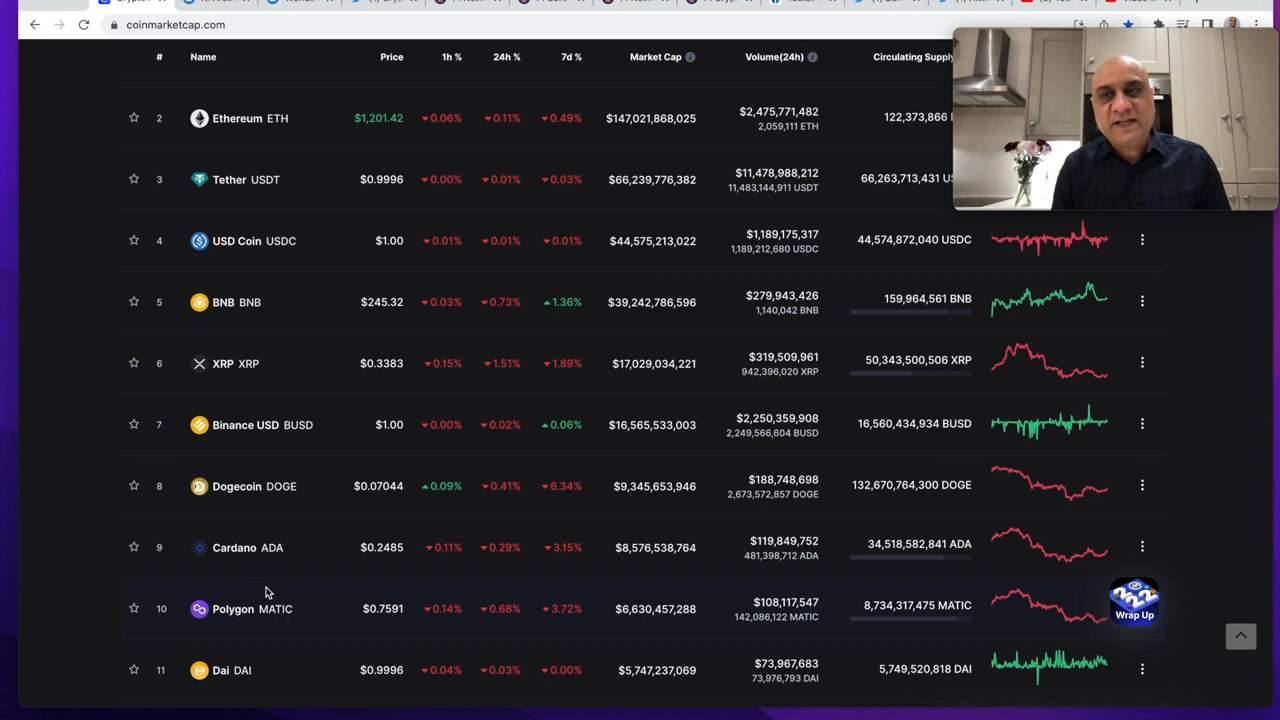 coinmarketcap.com
# Name Price 1h % 24h % 7d % Market Cap Volume(24h) Circulating Supply
2 Ethereum ETH $1,201.42 0.06% 0.11% 0.49% $147,021,868,025 $2,475,771,482 122,373,866
2,059,111 ETH
3 Tether USDT $0.9996 0.00% 0.01% 0.03% $66,239,776,382 $11,478,988,212 66,263,713,431
11,483,144,911 USDT
4 USD Coin USDC $1.00 0.01% 0.01% 0.01% $44,575,213,022 $1,189,175,317 44,574,872,040 USDC
1,189,212,680 USDC
5 BNB BNB $245.32 0.03% 0.73% 1.36% $39,242,786,596 $279,943,426 159,964,561 BNB
1,140,042 BNB
6 XRP XRP $0.3383 0.15% 1.51% 1.89% $17,029,034,221 $319,509,961 50,343,500,506 XRP
942,396,020 XRP
7 Binance USD BUSD $1.00 0.00% 0.02% 0.06% $16,565,533,003 $2,250,359,908 16,560,434,934 BUSD
2,249,566,604 BUSD
8 Dogecoin DOGE $0.07044 0.09% 0.41% 6.34% $9,345,653,946 $188,748,698 132,670,764,300 DOGE
2,673,572,857 DOGE
9 Cardano ADA $0.2485 0.11% 0.29% 3.15% $8,576,538,764 $119,849,752 34,518,582,841 ADA
481,398,712 ADA
10 Polygon MATIC $0.7591 0.14% 0.68% 3.72% $6,630,457,288 $108,117,547 8,734,317,475 MATIC
142,086,122 MATIC
2022
Wrap Up
11 Dai DAI $0.9996 0.04% 0.03% 0.00% $5,747,237,069 $73,967,683 5,749,520,818 DAI
73,976,793 DAI